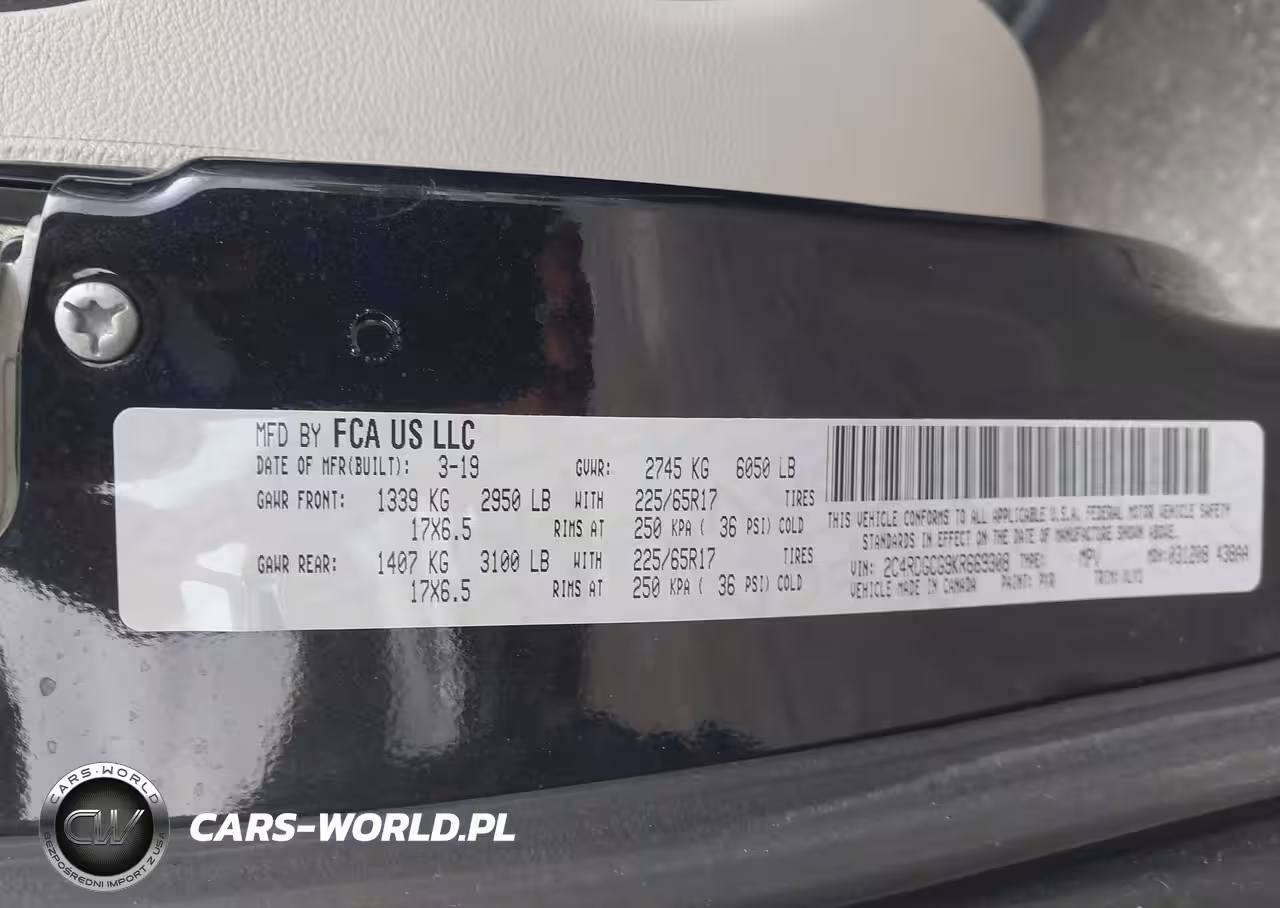 MFD BY FCA US LLC
DATE OF MFR(BUILT): 3-19 GVWR: 2745 KG 6050 LB
GAWR FRONT: 1339 KG 2950 LB WITH 225/65R17 TIRES
17X6.5 RIMS AT 250 KPA ( 36 PSI) COLD
GAWR REAR: 1407 KG 3100 LB WITH 225/65R17 TIRES
17X6.5 RIMS AT 250 KPA ( 36 PSI) COLD
THIS VEHICLE CONFORMS TO ALL APPLICABLE U.S.A. FEDERAL MOTOR VEHICLE SAFETY
STANDARDS IN EFFECT ON THE DATE OF MANUFACTURE SHOWN ABOVE.
VIN: TYPE: MPV MDH: 438AA
VEHICLE MADE IN CANADA PAINT: PXR TRIM:
CARS-WORLD
CW
BEZPOŚREDNI IMPORT Z USA
CARS-WORLD.PL